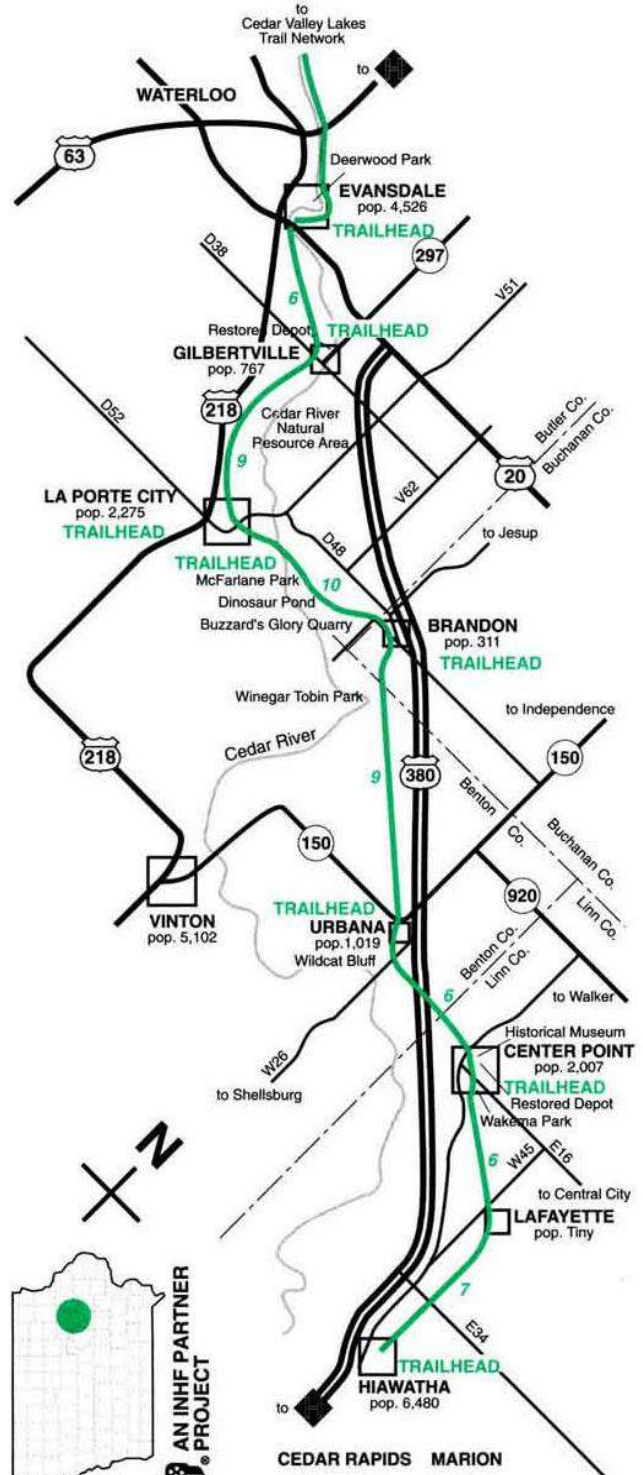 to
Cedar Valley Lakes
Trail Network
to H
WATERLOO
63
Deerwood Park
EVANSDALE
pop. 4,526
TRAILHEAD
D38
297
6
V51
Restored Depot
TRAILHEAD
GILBERTVILLE
pop. 767
D52
218
Cedar River
Natural
Resource Area
Butler Co.
Buchanan Co.
9
20
LA PORTE CITY
pop. 2,275
TRAILHEAD
V62
D48
to Jesup
TRAILHEAD
McFarlane Park
10
Dinosaur Pond
Buzzard's Glory Quarry
BRANDON
pop. 311
TRAILHEAD
Winegar Tobin Park
to Independence
Cedar River
150
218
9
380
Benton Co.
Buchanan Co.
150
920
Linn Co.
TRAILHEAD
URBANA
pop.1,019
Wildcat Bluff
VINTON
pop. 5,102
Benton Co.
Linn Co.
6
to Walker
W26
Historical Museum
CENTER POINT
pop. 2,007
to Shellsburg
TRAILHEAD
Restored Depot
Wakema Park
N
6
W45
E16
to Central City
LAFAYETTE
pop. Tiny
7
E34
AN INHF PARTNER
® PROJECT
TRAILHEAD
HIAWATHA
pop. 6,480
to H
CEDAR RAPIDS MARION